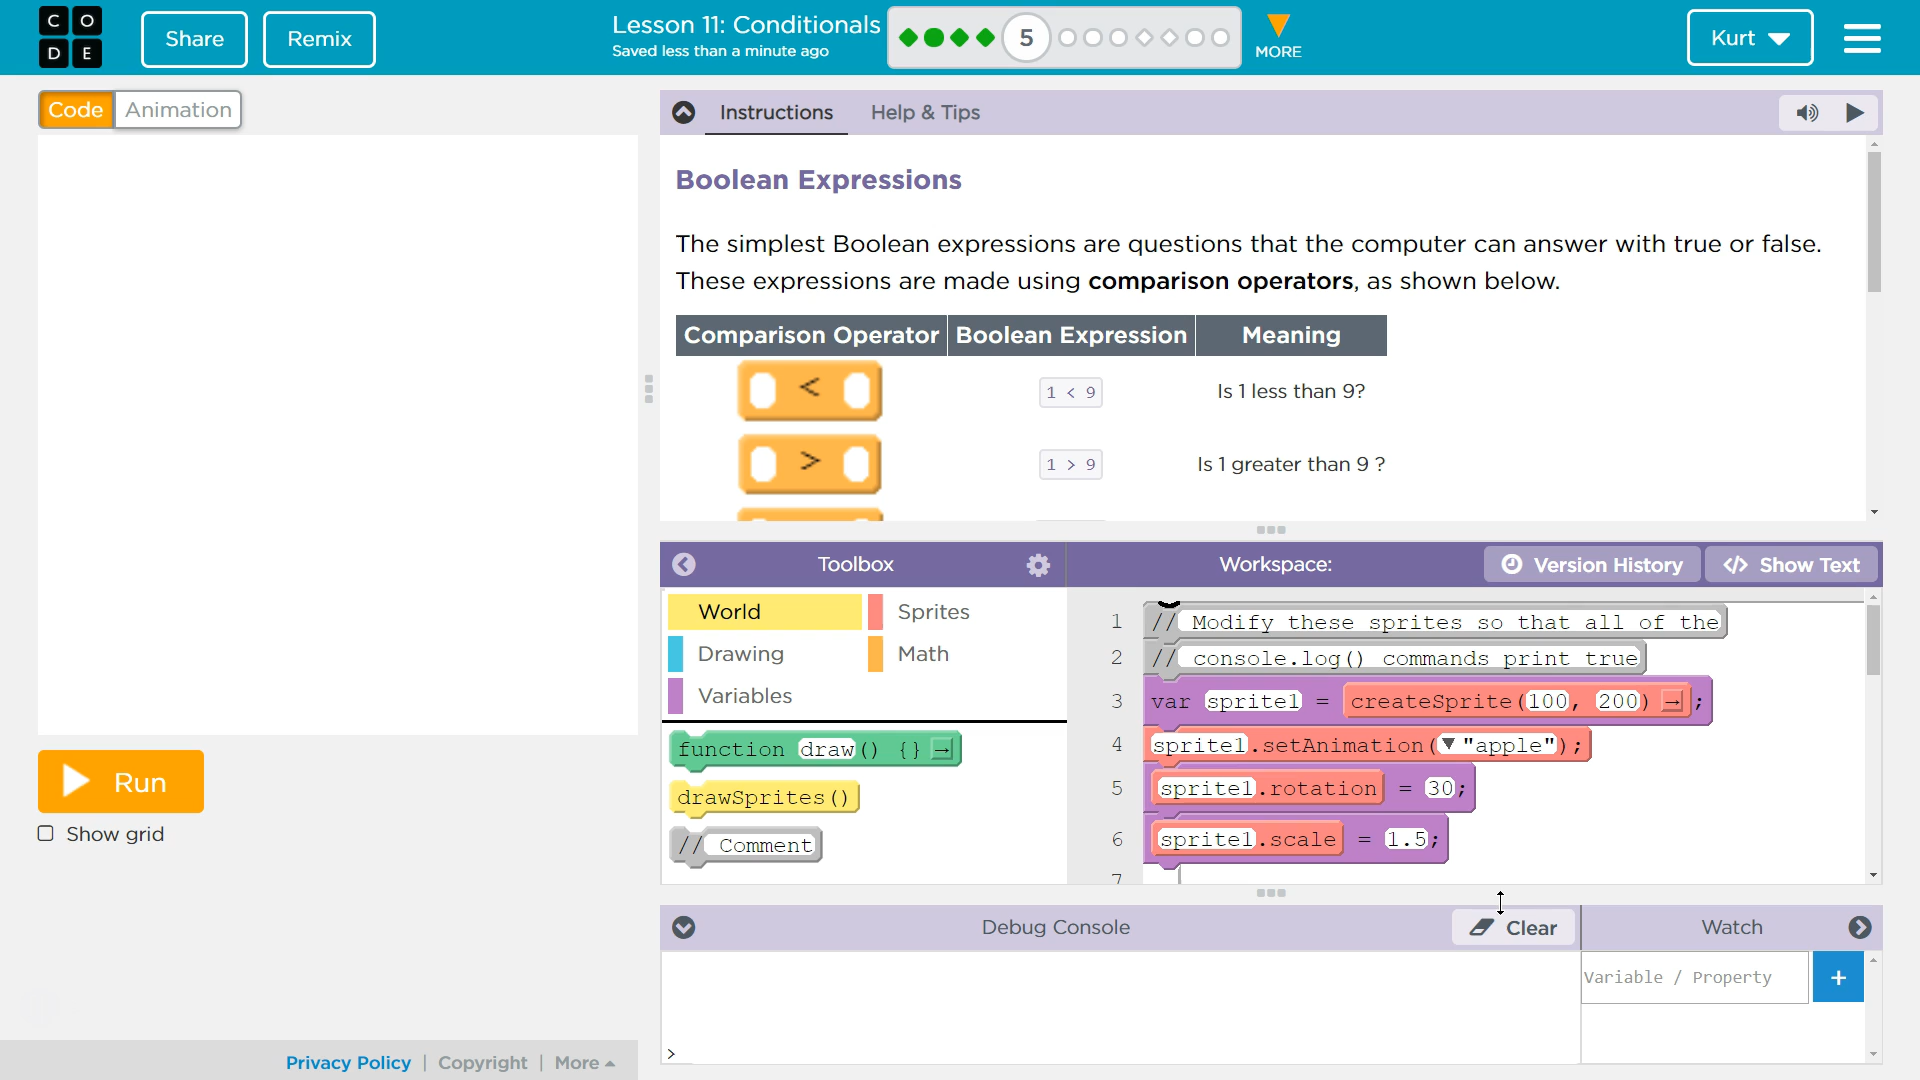 C O
D E
Share
Remix
Lesson 11: Conditionals
Saved less than a minute ago
5
MORE
Kurt
Code
Animation
Instructions
Help & Tips
Boolean Expressions
The simplest Boolean expressions are questions that the computer can answer with true or false.
These expressions are made using comparison operators, as shown below.
Comparison Operator Boolean Expression Meaning
< 1 < 9 Is 1 less than 9?
> 1 > 9 Is 1 greater than 9 ?
Toolbox
Workspace:
Version History
</> Show Text
World
Sprites
Drawing
Math
Variables
function draw() {} →
drawSprites()
// Comment
1 // Modify these sprites so that all of the
2 // console.log() commands print true
3 var sprite1 = createSprite(100, 200) → ;
4 sprite1.setAnimation(▼ "apple");
5 sprite1.rotation = 30;
6 sprite1.scale = 1.5;
7
Run
Show grid
Debug Console
Clear
Watch
Variable / Property
+
>
Privacy Policy | Copyright | More